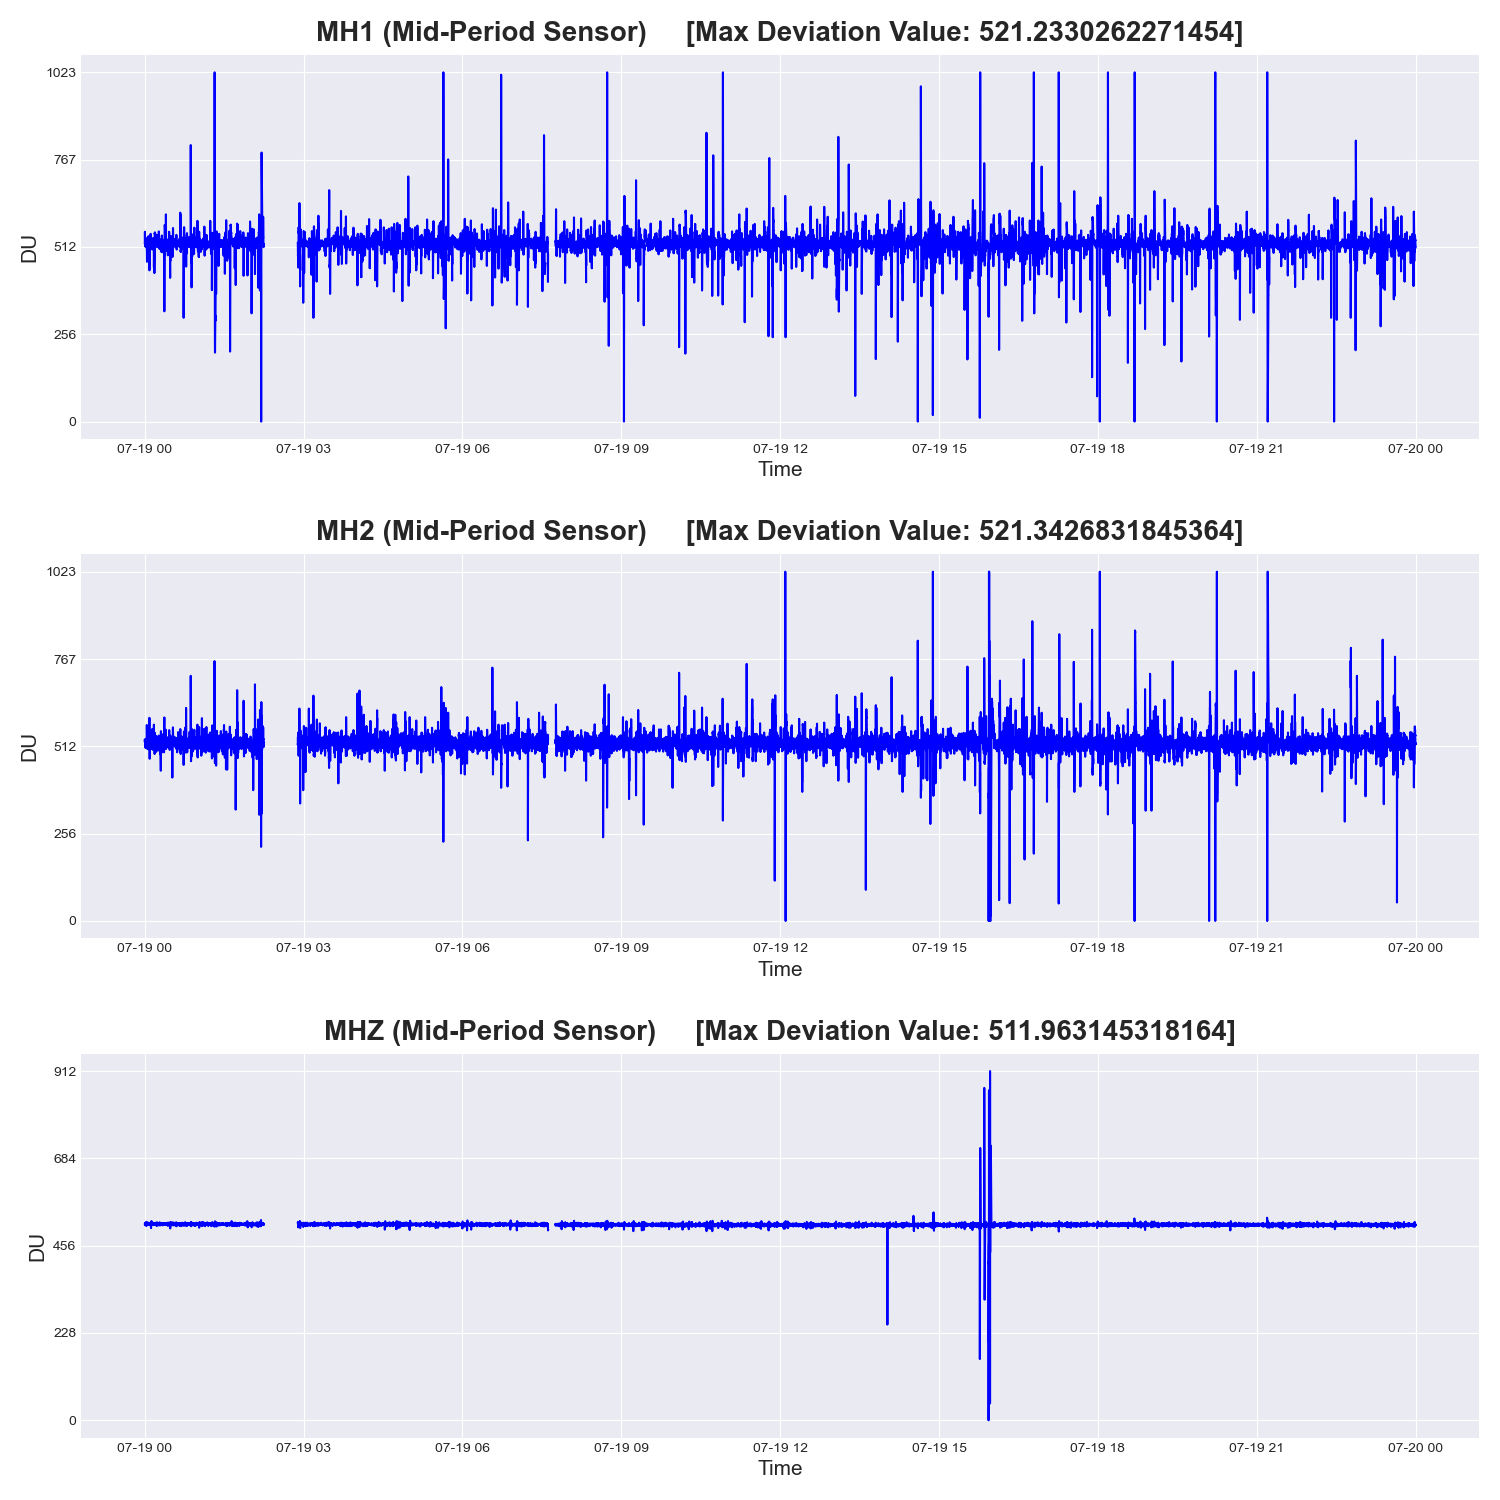 MH1 (Mid-Period Sensor) [Max Deviation Value: 521.2330262271454]
1023
767
512
256
0
DU
07-19 00 07-19 03 07-19 06 07-19 09 07-19 12 07-19 15 07-19 18 07-19 21 07-20 00
Time
MH2 (Mid-Period Sensor) [Max Deviation Value: 521.3426831845364]
1023
767
512
256
0
DU
07-19 00 07-19 03 07-19 06 07-19 09 07-19 12 07-19 15 07-19 18 07-19 21 07-20 00
Time
MHZ (Mid-Period Sensor) [Max Deviation Value: 511.963145318164]
912
684
456
228
0
DU
07-19 00 07-19 03 07-19 06 07-19 09 07-19 12 07-19 15 07-19 18 07-19 21 07-20 00
Time